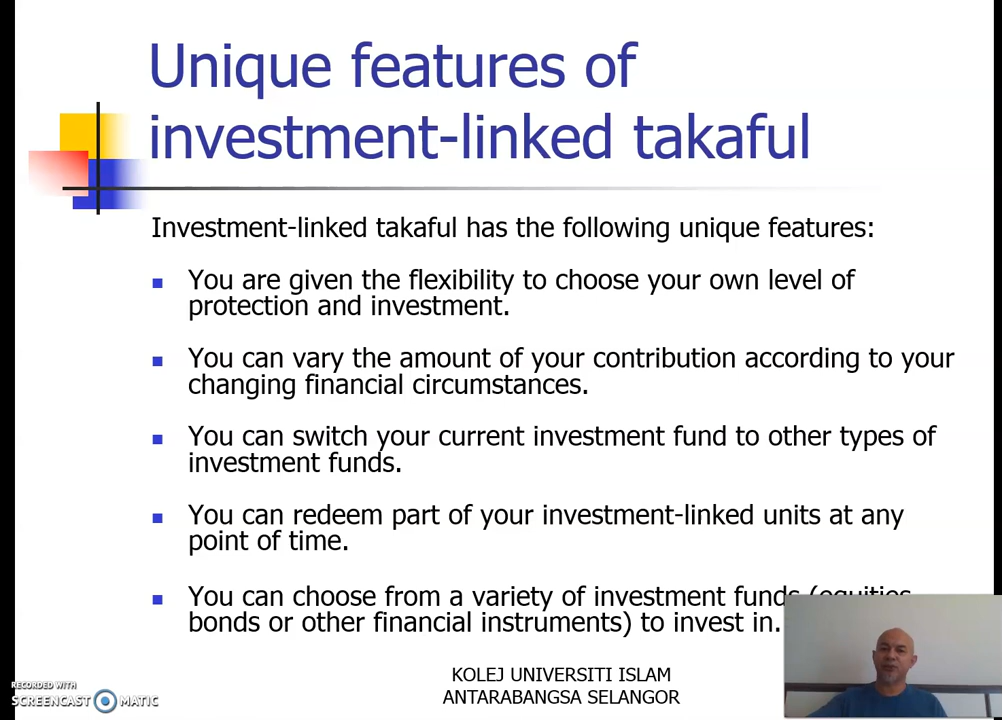 Unique features of
investment-linked takaful
Investment-linked takaful has the following unique features:
You are given the flexibility to choose your own level of
protection and investment.
You can vary the amount of your contribution according to your
changing financial circumstances.
You can switch your current investment fund to other types of
investment funds.
You can redeem part of your investment-linked units at any
point of time.
You can choose from a variety of investment funds (equities
bonds or other financial instruments) to invest in.
KOLEJ UNIVERSITI ISLAM
ANTARABANGSA SELANGOR
RECORDED WITH
SCREENCAST MATIC